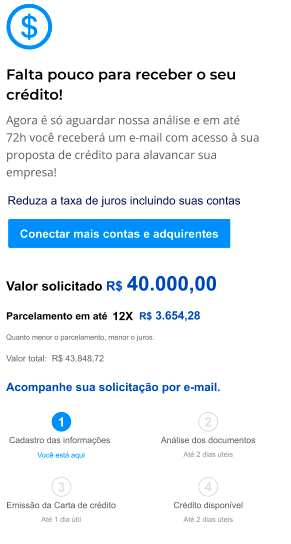 $
Falta pouco para receber o seu
crédito!
Agora é só aguardar nossa análise e em até
72h você receberá um e-mail com acesso à sua
proposta de crédito para alavancar sua
empresa!
Reduza a taxa de juros incluindo suas contas
Conectar mais contas e adquirentes
Valor solicitado R$ 40.000,00
Parcelamento em até 12X R$ 3.654,28
Quanto menor o parcelamento, menor o juros.
Valor total: R$ 43.848,72
Acompanhe sua solicitação por e-mail.
1
Cadastro das informações
Você está aqui
2
Análise dos documentos
Até 2 dias úteis
3
Emissão da Carta de crédito
Até 1 dia útil
4
Crédito disponível
Até 2 dias úteis